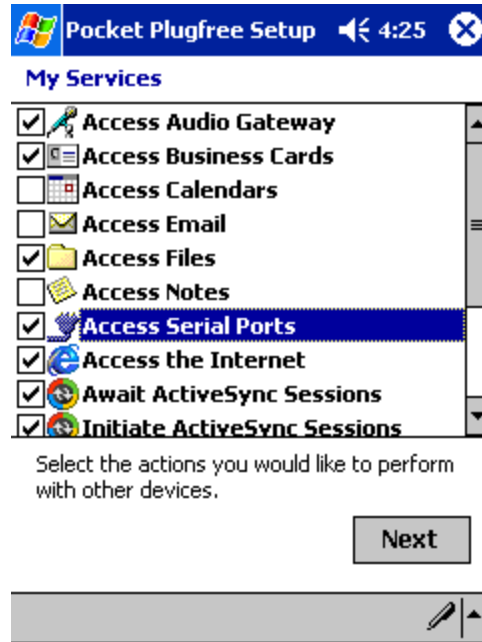 Pocket Plugfree Setup 4:25
My Services
Access Audio Gateway
Access Business Cards
Access Calendars
Access Email
Access Files
Access Notes
Access Serial Ports
Access the Internet
Await ActiveSync Sessions
Initiate ActiveSync Sessions
Select the actions you would like to perform
with other devices.
Next